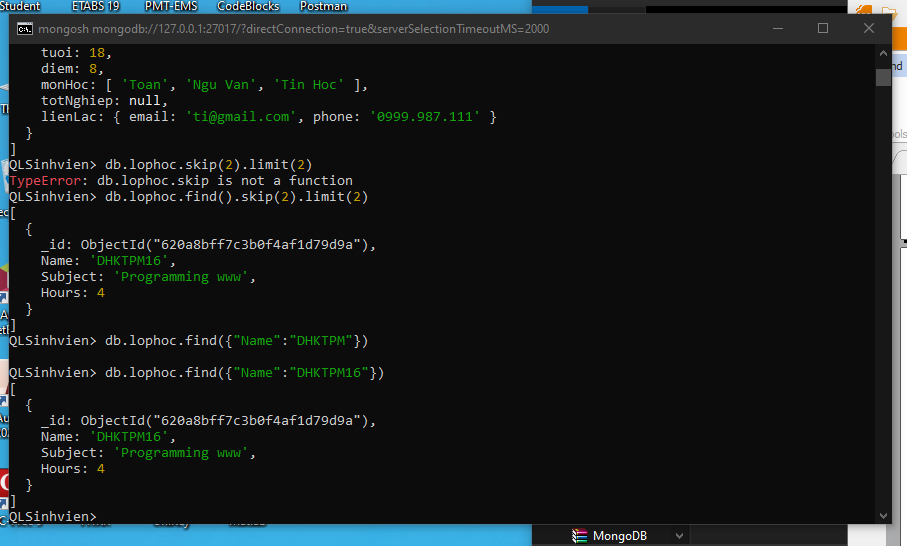 Student ETABS 19 PMT-EMS CodeBlocks Postman
mongosh mongodb://127.0.0.1:27017/?directConnection=true&serverSelectionTimeoutMS=2000
tuoi: 18,
diem: 8,
monHoc: [ 'Toan', 'Ngu Van', 'Tin Hoc' ],
totNghiep: null,
lienLac: { email: 'ti@gmail.com', phone: '0999.987.111' }
}
]
QLSinhvien> db.lophoc.skip(2).limit(2)
TypeError: db.lophoc.skip is not a function
QLSinhvien> db.lophoc.find().skip(2).limit(2)
[
{
_id: ObjectId("620a8bff7c3b0f4af1d79d9a"),
Name: 'DHKTPM16',
Subject: 'Programming www',
Hours: 4
}
]
QLSinhvien> db.lophoc.find({"Name":"DHKTPM"})
QLSinhvien> db.lophoc.find({"Name":"DHKTPM16"})
[
{
_id: ObjectId("620a8bff7c3b0f4af1d79d9a"),
Name: 'DHKTPM16',
Subject: 'Programming www',
Hours: 4
}
]
QLSinhvien>
MongoDB